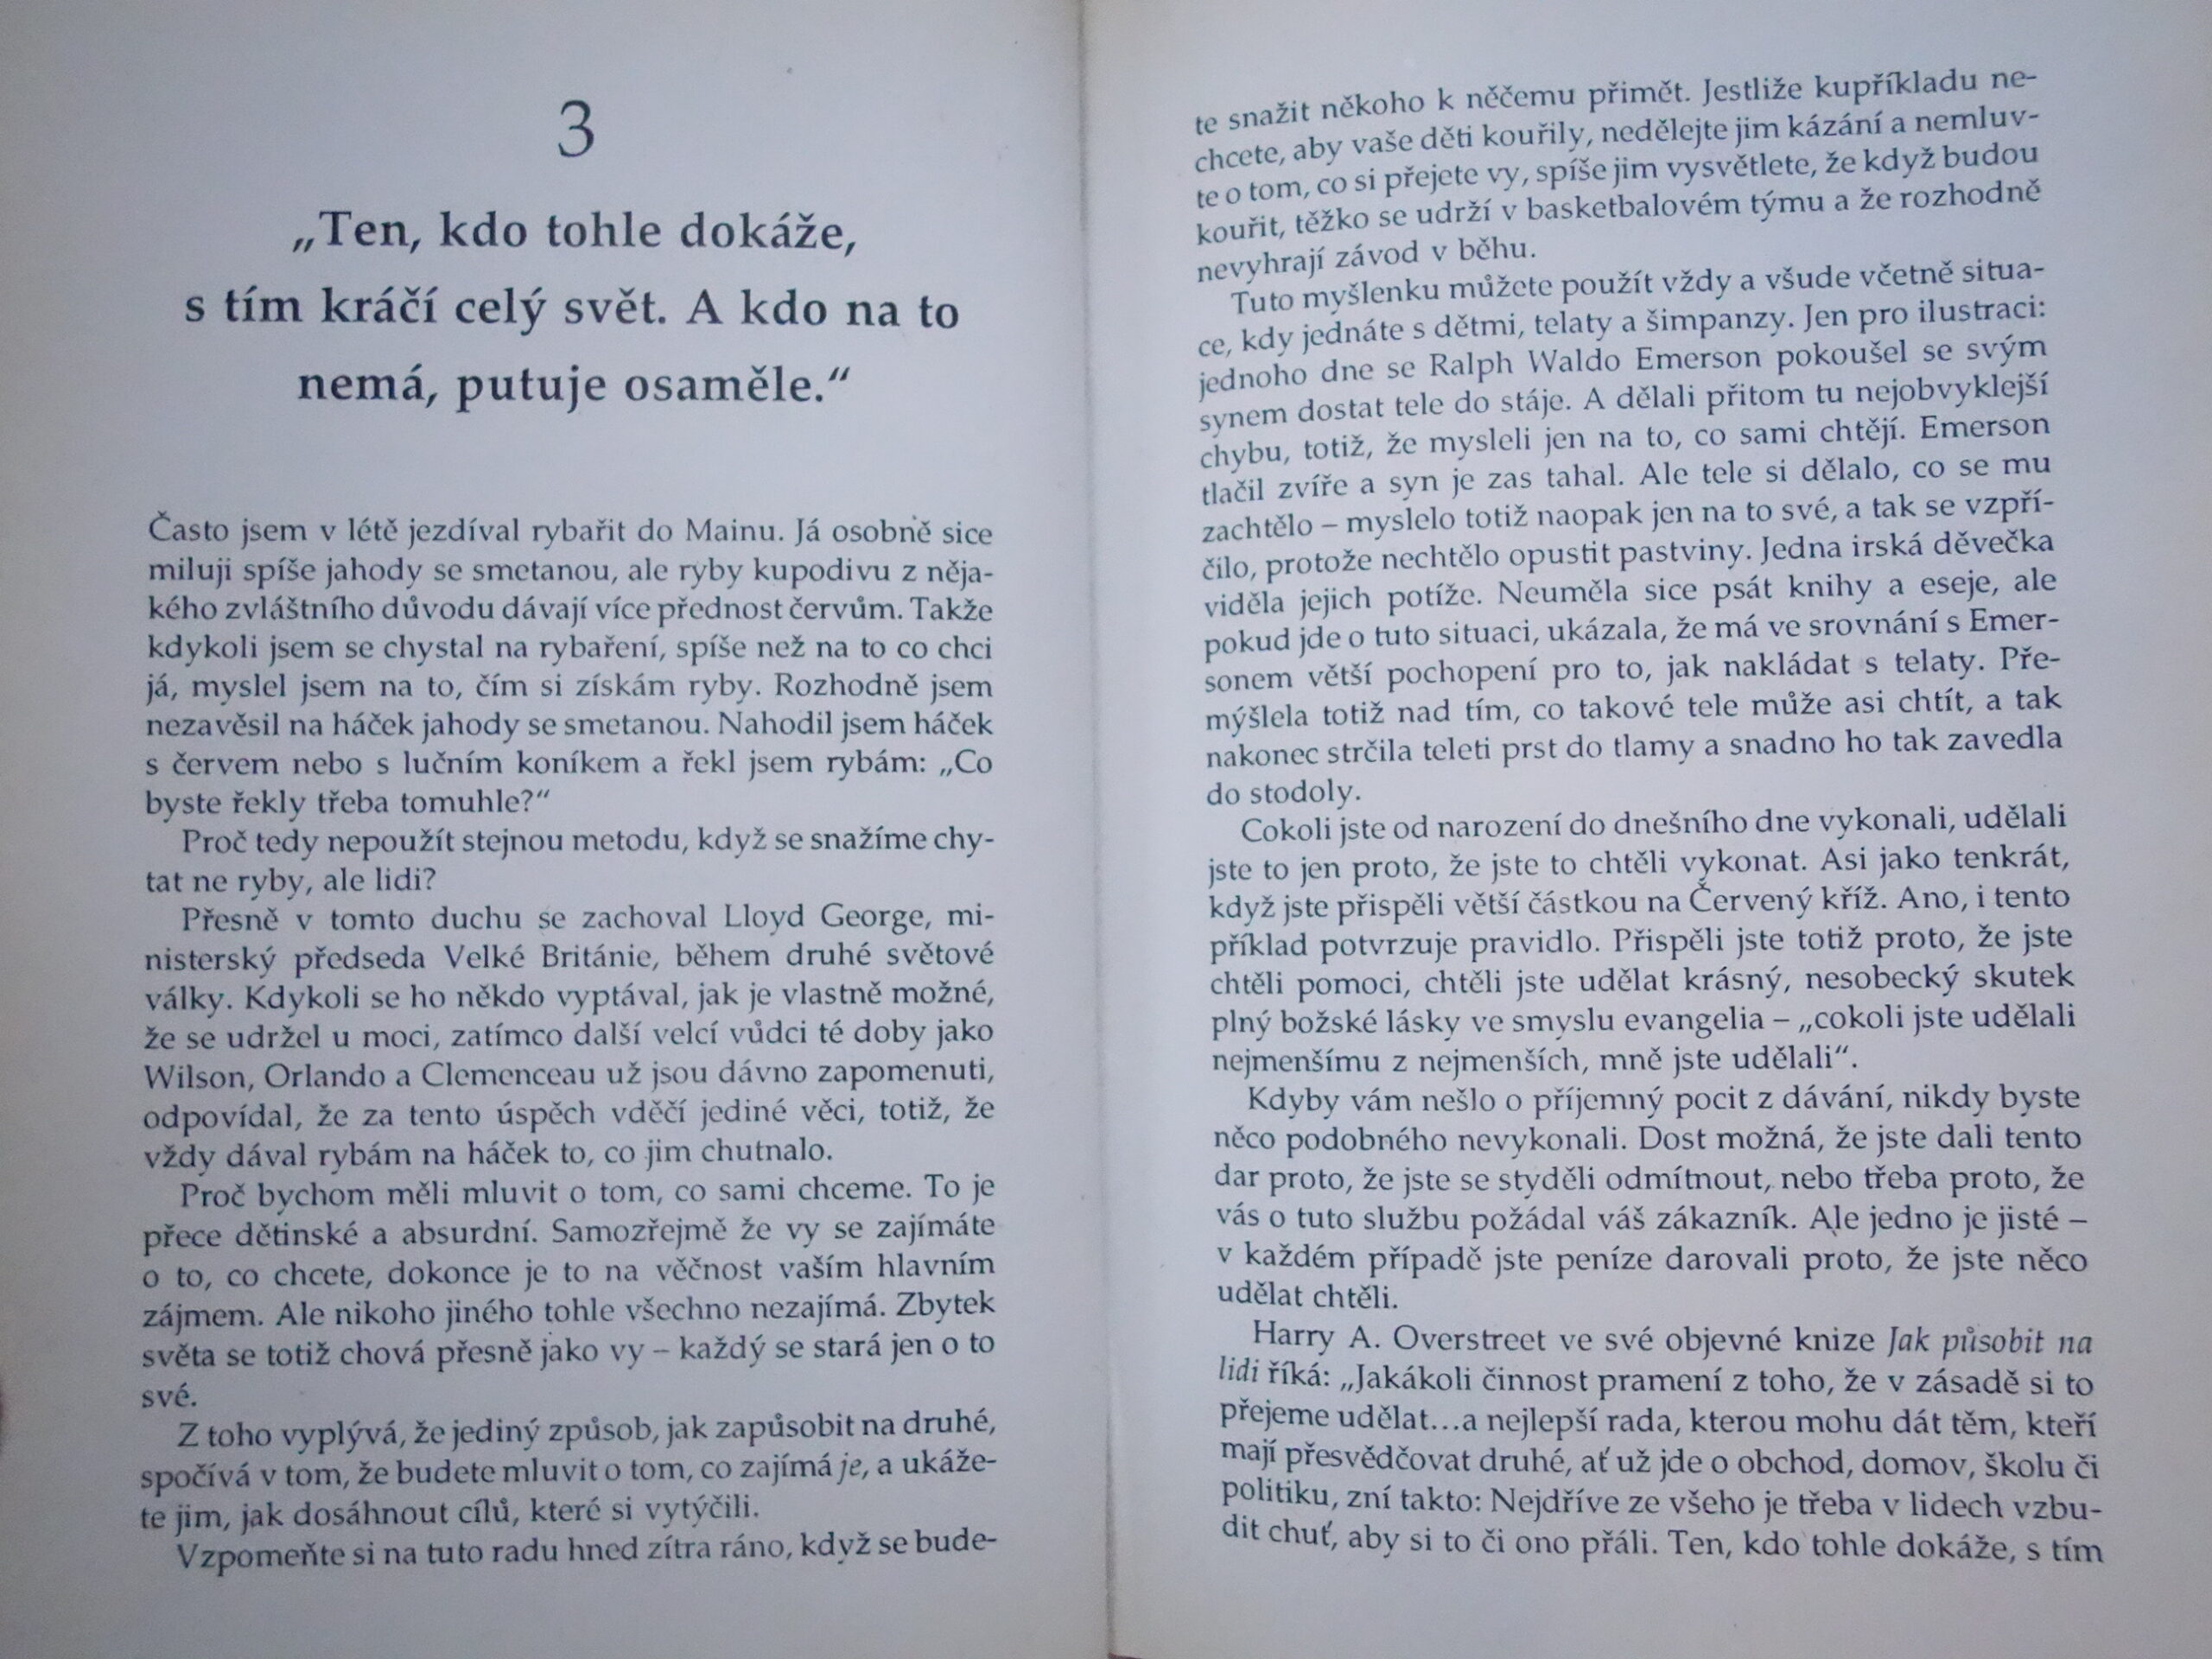 3
„Ten, kdo tohle dokáže,
s tím kráčí celý svět. A kdo na to
nemá, putuje osaměle.“
Často jsem v létě jezdíval rybařit do Mainu. Já osobně sice
miluji spíše jahody se smetanou, ale ryby kupodivu z něja-
kého zvláštního důvodu dávají více přednost červům. Takže
kdykoli jsem se chystal na rybaření, spíše než na to co chci
já, myslel jsem na to, čím si získám ryby. Rozhodně jsem
nezavěsil na háček jahody se smetanou. Nahodil jsem háček
s červem nebo s lučním koníkem a řekl jsem rybám: „Co
byste řekly třeba tomuhle?“
Proč tedy nepoužít stejnou metodu, když se snažíme chy-
tat ne ryby, ale lidi?
Přesně v tomto duchu se zachoval Lloyd George, mi-
nisterský předseda Velké Británie, během druhé světové
války. Kdykoli se ho někdo vyptával, jak je vlastně možné,
že se udržel u moci, zatímco další velcí vůdci té doby jako
Wilson, Orlando a Clemenceau už jsou dávno zapomenuti,
odpovídal, že za tento úspěch vděčí jediné věci, totiž, že
vždy dával rybám na háček to, co jim chutnalo.
Proč bychom měli mluvit o tom, co sami chceme. To je
přece dětinské a absurdní. Samozřejmě že vy se zajímáte
o to, co chcete, dokonce je to na věčnost vaším hlavním
zájmem. Ale nikoho jiného tohle všechno nezajímá. Zbytek
světa se totiž chová přesně jako vy – každý se stará jen o to
své.
Z toho vyplývá, že jediný způsob, jak zapůsobit na druhé,
spočívá v tom, že budete mluvit o tom, co zajímá je, a ukáže-
te jim, jak dosáhnout cílů, které si vytýčili.
Vzpomeňte si na tuto radu hned zítra ráno, když se bude-
te snažit někoho k něčemu přimět. Jestliže kupříkladu ne-
chcete, aby vaše děti kouřily, nedělejte jim kázání a nemluv-
te o tom, co si přejete vy, spíše jim vysvětlete, že když budou
kouřit, těžko se udrží v basketbalovém týmu a že rozhodně
nevyhrají závod v běhu.
Tuto myšlenku můžete použít vždy a všude včetně situa-
ce, kdy jednáte s dětmi, telaty a šimpanzy. Jen pro ilustraci:
jednoho dne se Ralph Waldo Emerson pokoušel se svým
synem dostat tele do stáje. A dělali přitom tu nejobvyklejší
chybu, totiž, že mysleli jen na to, co sami chtějí. Emerson
tlačil zvíře a syn je zas tahal. Ale tele si dělalo, co se mu
zachtělo – myslelo totiž naopak jen na to své, a tak se vzpří-
čilo, protože nechtělo opustit pastviny. Jedna irská děvečka
viděla jejich potíže. Neuměla sice psát knihy a eseje, ale
pokud jde o tuto situaci, ukázala, že má ve srovnání s Emer-
sonem větší pochopení pro to, jak nakládat s telaty. Pře-
mýšlela totiž nad tím, co takové tele může asi chtít, a tak
nakonec strčila teleti prst do tlamy a snadno ho tak zavedla
do stodoly.
Cokoli jste od narození do dnešního dne vykonali, udělali
jste to jen proto, že jste to chtěli vykonat. Asi jako tenkrát,
když jste přispěli větší částkou na Červený kříž. Ano, i tento
příklad potvrzuje pravidlo. Přispěli jste totiž proto, že jste
chtěli pomoci, chtěli jste udělat krásný, nesobecký skutek
plný božské lásky ve smyslu evangelia – „cokoli jste udělali
nejmenšímu z nejmenších, mně jste udělali“.
Kdyby vám nešlo o příjemný pocit z dávání, nikdy byste
něco podobného nevykonali. Dost možná, že jste dali tento
dar proto, že jste se styděli odmítnout, nebo třeba proto, že
vás o tuto službu požádal váš zákazník. Ale jedno je jisté –
v každém případě jste peníze darovali proto, že jste něco
udělat chtěli.
Harry A. Overstreet ve své objevné knize Jak působit na
lidi říká: „Jakákoli činnost pramení z toho, že v zásadě si to
přejeme udělat...a nejlepší rada, kterou mohu dát těm, kteří
mají přesvědčovat druhé, ať už jde o obchod, domov, školu či
politiku, zní takto: Nejdříve ze všeho je třeba v lidech vzbu-
dit chuť, aby si to či ono přáli. Ten, kdo tohle dokáže, s tím